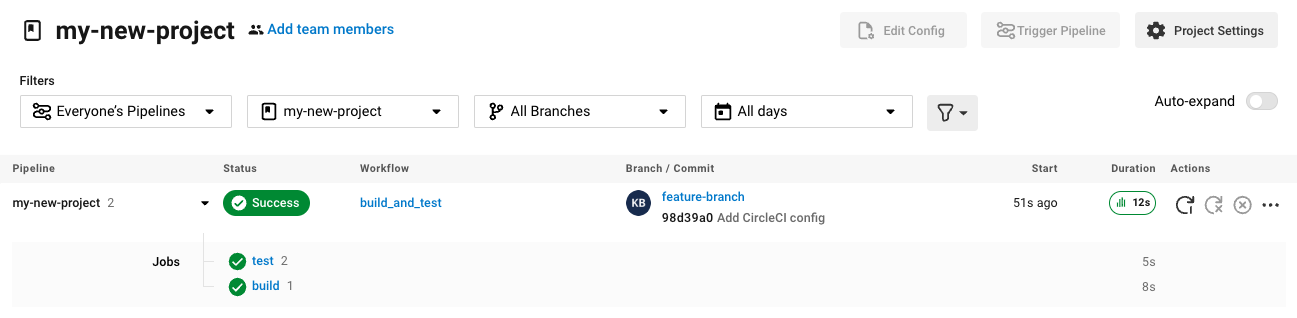 my-new-project Add team members Edit Config Trigger Pipeline Project Settings
Filters
Everyone’s Pipelines my-new-project All Branches All days Auto-expand
Pipeline Status Workflow Branch / Commit Start Duration Actions
my-new-project 2 Success build_and_test KB feature-branch 51s ago 12s
98d39a0 Add CircleCI config
Jobs test 2 5s
build 1 8s